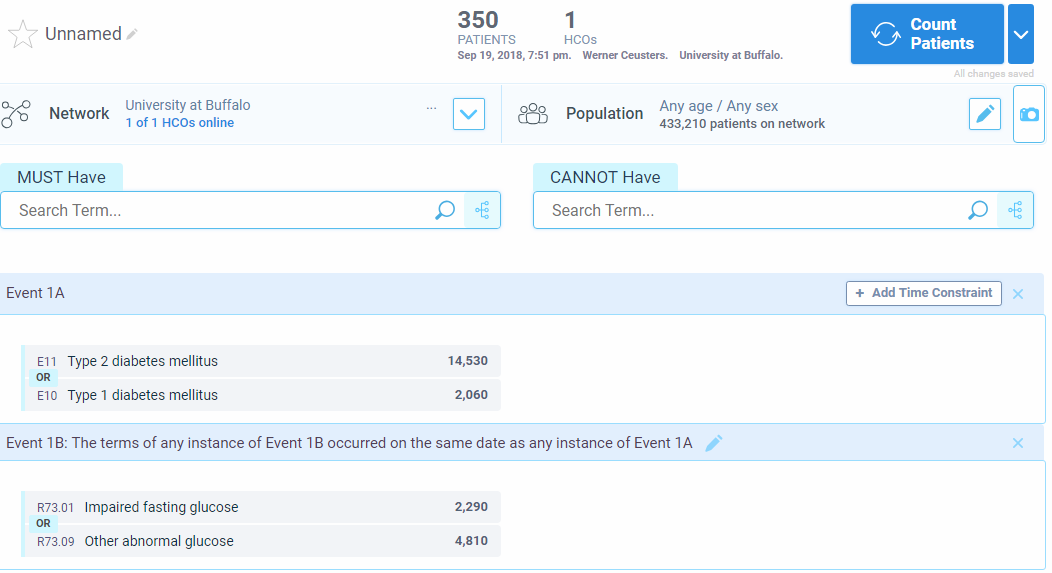 Unnamed
350
PATIENTS
1
HCOs
Sep 19, 2018, 7:51 pm. Werner Ceusters. University at Buffalo.
Count
Patients
All changes saved
Network
University at Buffalo
1 of 1 HCOs online
...
Population
Any age / Any sex
433,210 patients on network
MUST Have
Search Term...
CANNOT Have
Search Term...
Event 1A
+ Add Time Constraint
E11 Type 2 diabetes mellitus 14,530
OR
E10 Type 1 diabetes mellitus 2,060
Event 1B: The terms of any instance of Event 1B occurred on the same date as any instance of Event 1A
R73.01 Impaired fasting glucose 2,290
OR
R73.09 Other abnormal glucose 4,810